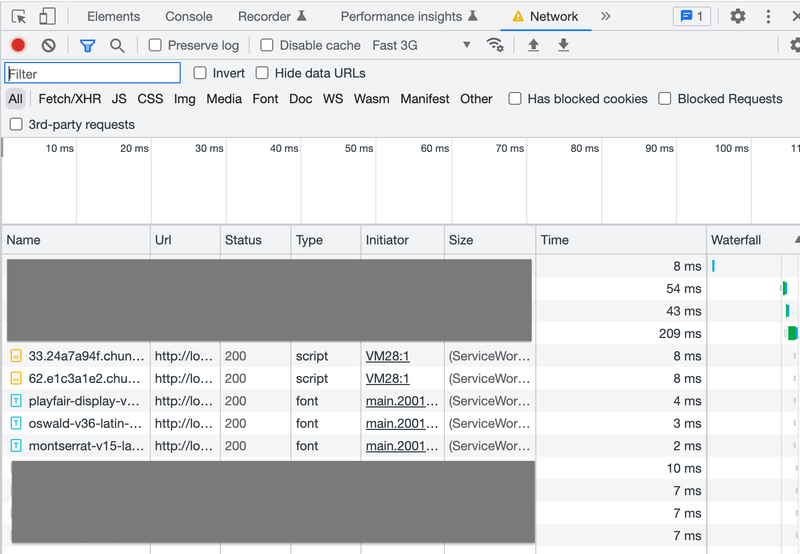 Elements Console Recorder Performance insights Network 1
Preserve log Disable cache Fast 3G
Filter Invert Hide data URLs
All Fetch/XHR JS CSS Img Media Font Doc WS Wasm Manifest Other Has blocked cookies Blocked Requests
3rd-party requests
10 ms 20 ms 30 ms 40 ms 50 ms 60 ms 70 ms 80 ms 90 ms 100 ms 11
Name Url Status Type Initiator Size Time Waterfall
8 ms
54 ms
43 ms
209 ms
33.24a7a94f.chun... http://lo... 200 script VM28:1 (ServiceWor... 8 ms
62.e1c3a1e2.chu... http://lo... 200 script VM28:1 (ServiceWor... 8 ms
playfair-display-v... http://lo... 200 font main.2001... (ServiceWor... 4 ms
oswald-v36-latin-... http://lo... 200 font main.2001... (ServiceWor... 3 ms
montserrat-v15-la... http://lo... 200 font main.2001... (ServiceWor... 2 ms
10 ms
7 ms
7 ms
7 ms